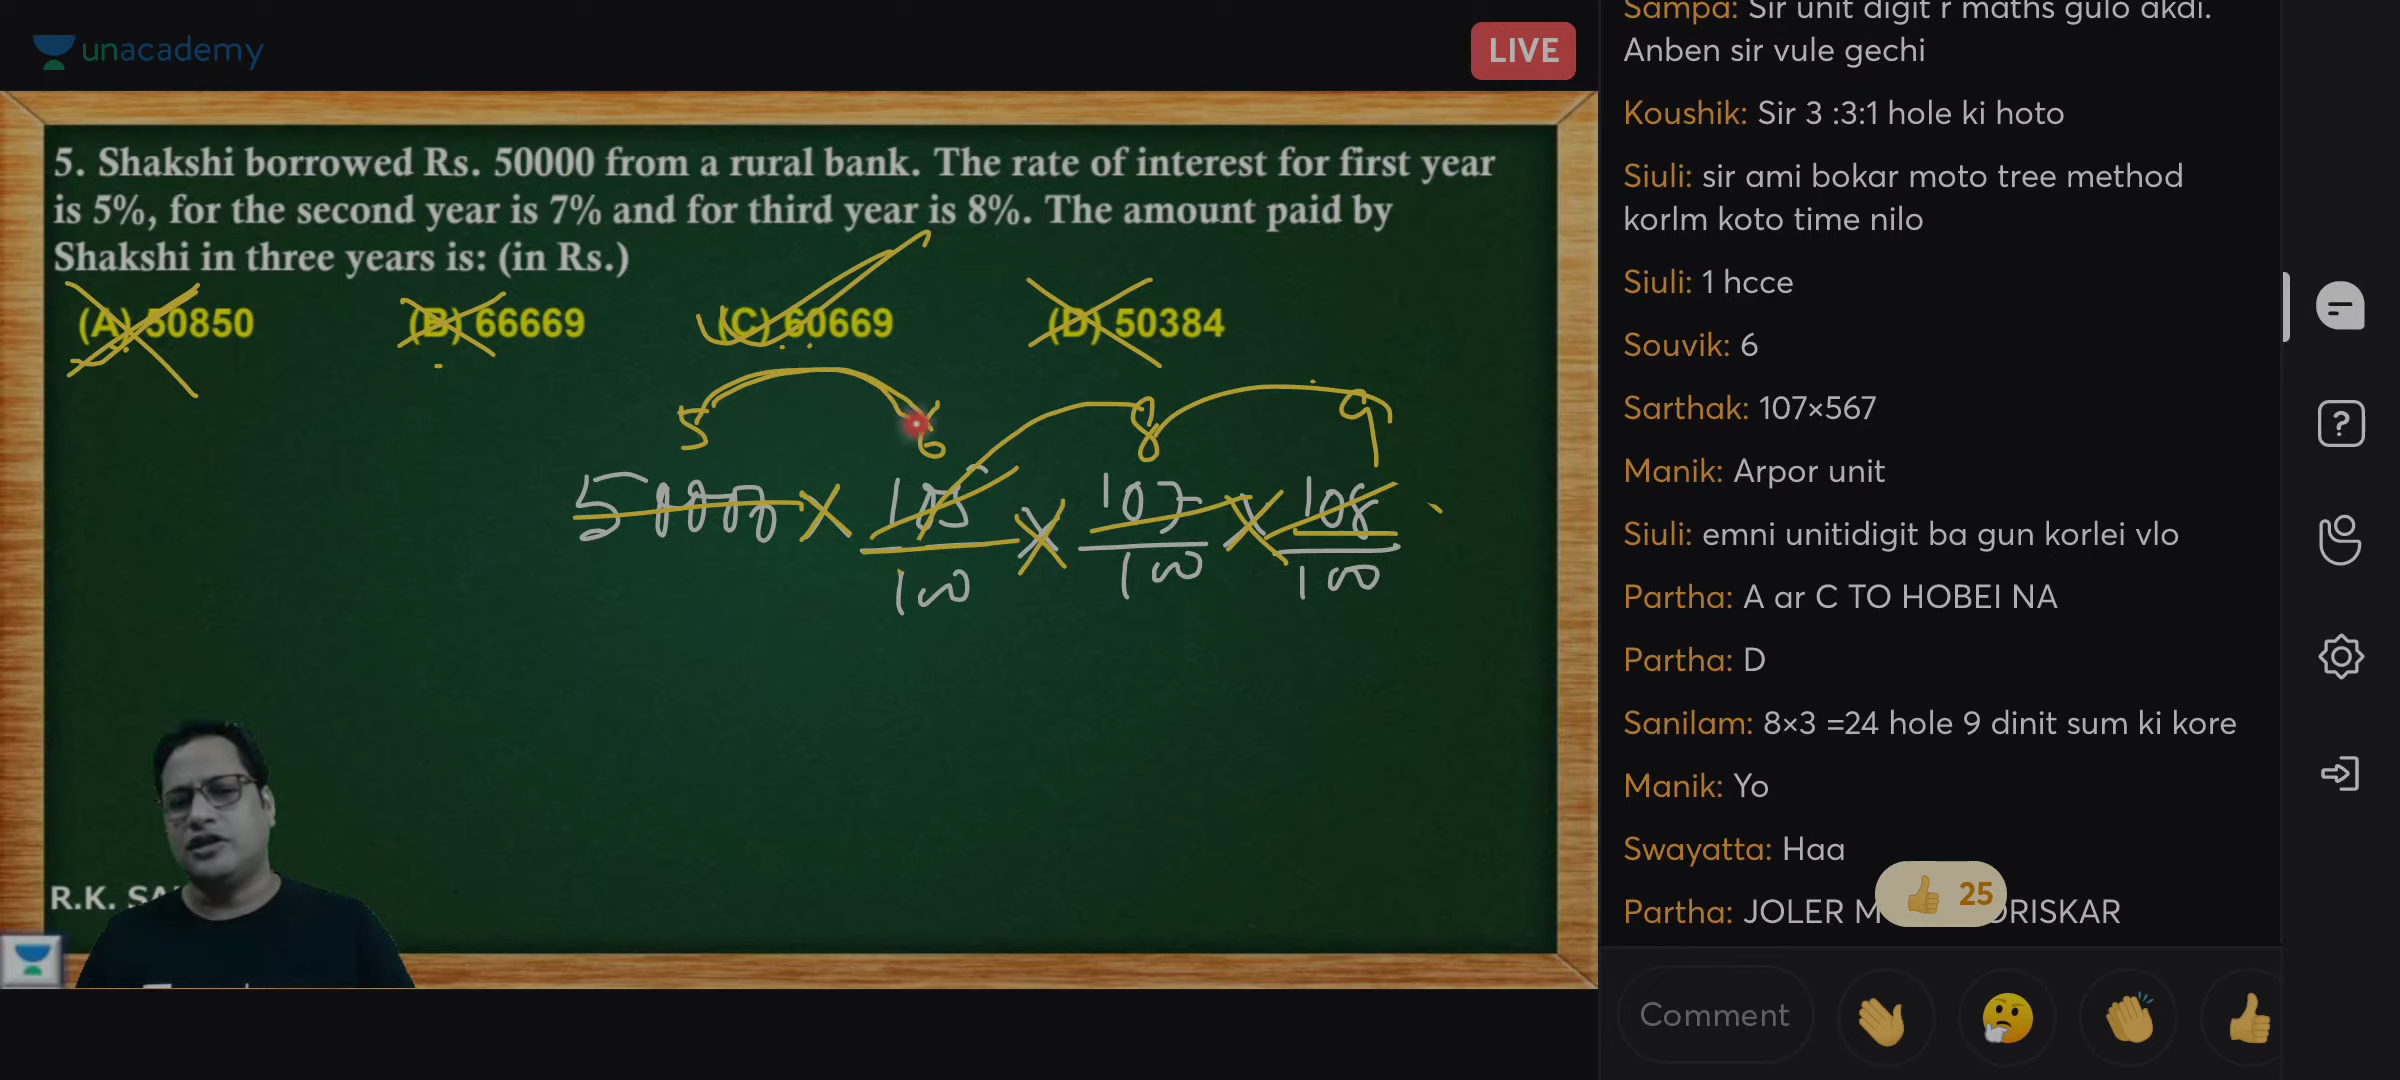 unacademy
LIVE
5. Shakshi borrowed Rs. 50000 from a rural bank. The rate of interest for first year
is 5%, for the second year is 7% and for third year is 8%. The amount paid by
Shakshi in three years is: (in Rs.)
(A) 50850 (B) 66669 (C) 60669 (D) 50384
5 6 8 9
50000 × 105/100 × 107/100 × 108/100
R.K.
Sampa: Sir unit digit r maths gulo akdi.
Anben sir vule gechi
Koushik: Sir 3 :3:1 hole ki hoto
Siuli: sir ami bokar moto tree method
korlm koto time nilo
Siuli: 1 hcce
Souvik: 6
Sarthak: 107×567
Manik: Arpor unit
Siuli: emni unitidigit ba gun korlei vlo
Partha: A ar C TO HOBEI NA
Partha: D
Sanilam: 8×3 =24 hole 9 dinit sum ki kore
Manik: Yo
Swayatta: Haa
Partha: JOLER
25
Comment